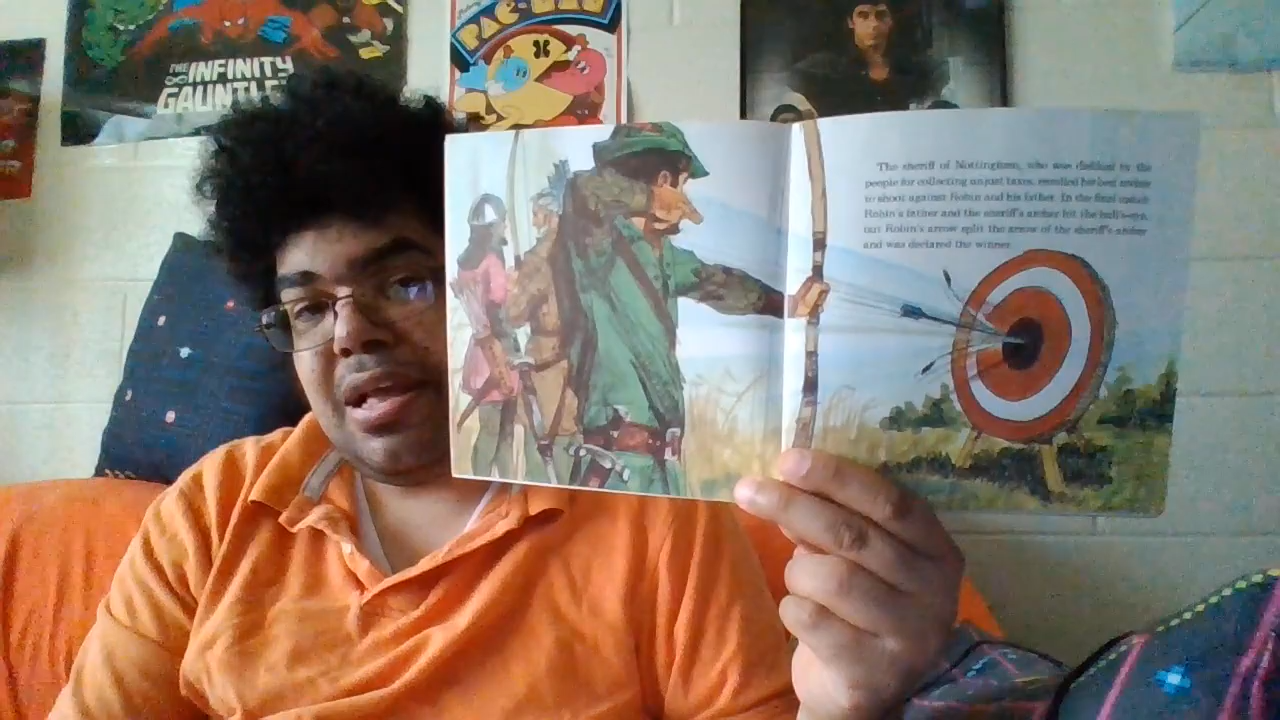 THE
INFINITY
GAUNTLE
PAC-MAN
The sheriff of Nottingham, who was disliked by the
people for collecting unjust taxes, enrolled his best archer
to shoot against Robin and his father. In the final match
Robin's father and the sheriff's archer hit the bull's-eye,
but Robin's arrow split the arrow of the sheriff's archer
and was declared the winner.